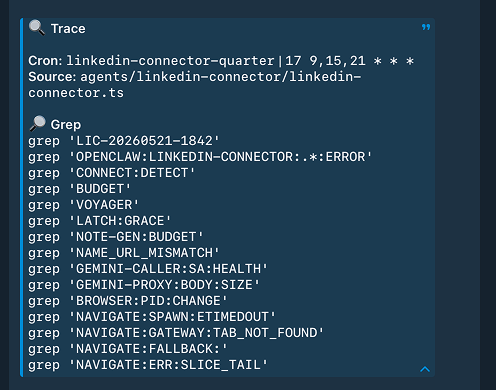 Trace
Cron: linkedin-connector-quarter|17 9,15,21 * * *
Source: agents/linkedin-connector/linkedin-
connector.ts
Grep
grep 'LIC-20260521-1842'
grep 'OPENCLAW:LINKEDIN-CONNECTOR:.*:ERROR'
grep 'CONNECT:DETECT'
grep 'BUDGET'
grep 'VOYAGER'
grep 'LATCH:GRACE'
grep 'NOTE-GEN:BUDGET'
grep 'NAME_URL_MISMATCH'
grep 'GEMINI-CALLER:SA:HEALTH'
grep 'GEMINI-PROXY:BODY:SIZE'
grep 'BROWSER:PID:CHANGE'
grep 'NAVIGATE:SPAWN:ETIMEDOUT'
grep 'NAVIGATE:GATEWAY:TAB_NOT_FOUND'
grep 'NAVIGATE:FALLBACK:'
grep 'NAVIGATE:ERR:SLICE_TAIL'